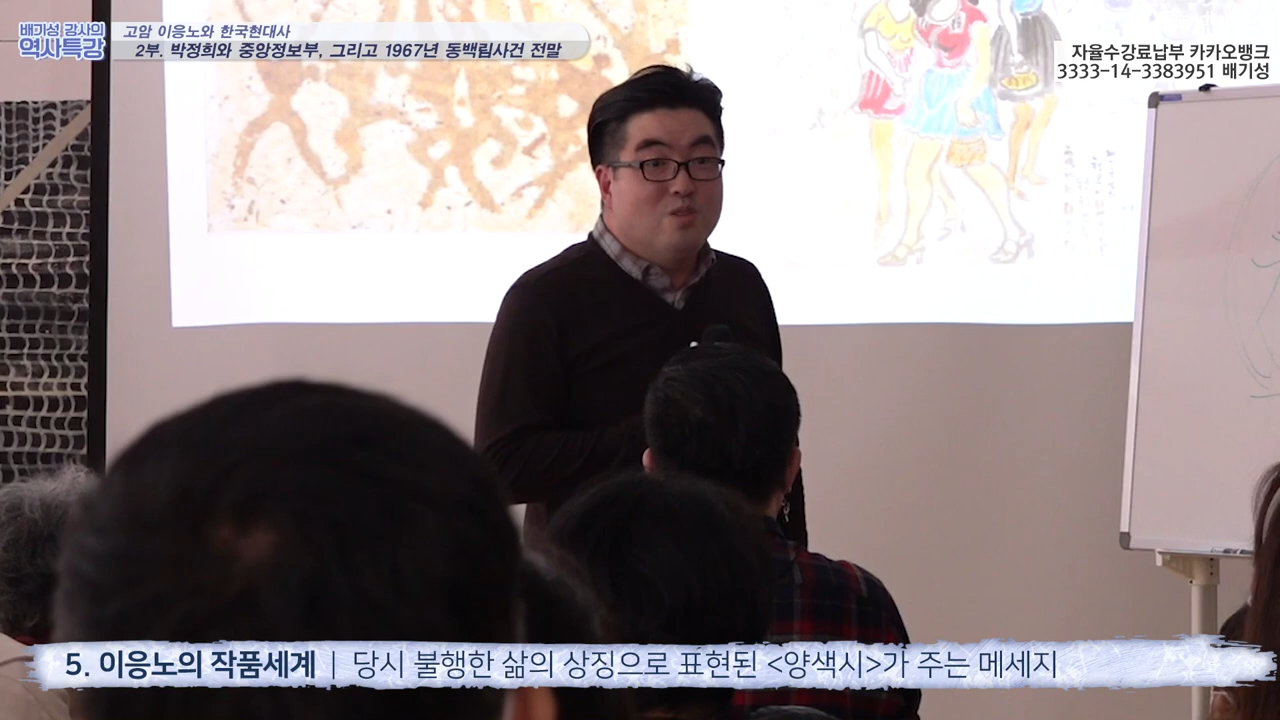 배기성 강사의
역사특강
고암 이응노와 한국현대사
2부. 박정희와 중앙정보부, 그리고 1967년 동백림사건 전말
자율수강료납부 카카오뱅크
3333-14-3383951 배기성
5. 이응노의 작품세계 | 당시 불행한 삶의 상징으로 표현된 <양색시>가 주는 메세지